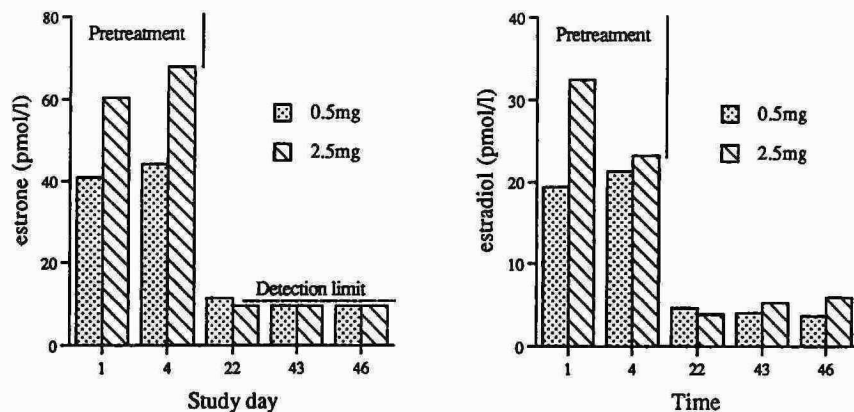 80
Pretreatment
60
0.5mg
2.5mg
estrone (pmol/l)
40
20
Detection limit
0
1 4 22 43 46
Study day
40
Pretreatment
30
0.5mg
2.5mg
estradiol (pmol/l)
20
10
0
1 4 22 43 46
Time